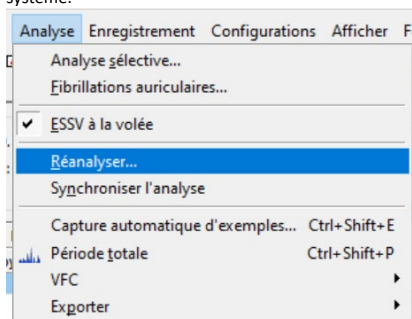 système.
Analyse Enregistrement Configurations Afficher F
Analyse sélective...
Fibrillations auriculaires...
ESSV à la volée
Réanalyser...
Synchroniser l'analyse
Capture automatique d'exemples... Ctrl+Shift+E
Période totale Ctrl+Shift+P
VFC
Exporter